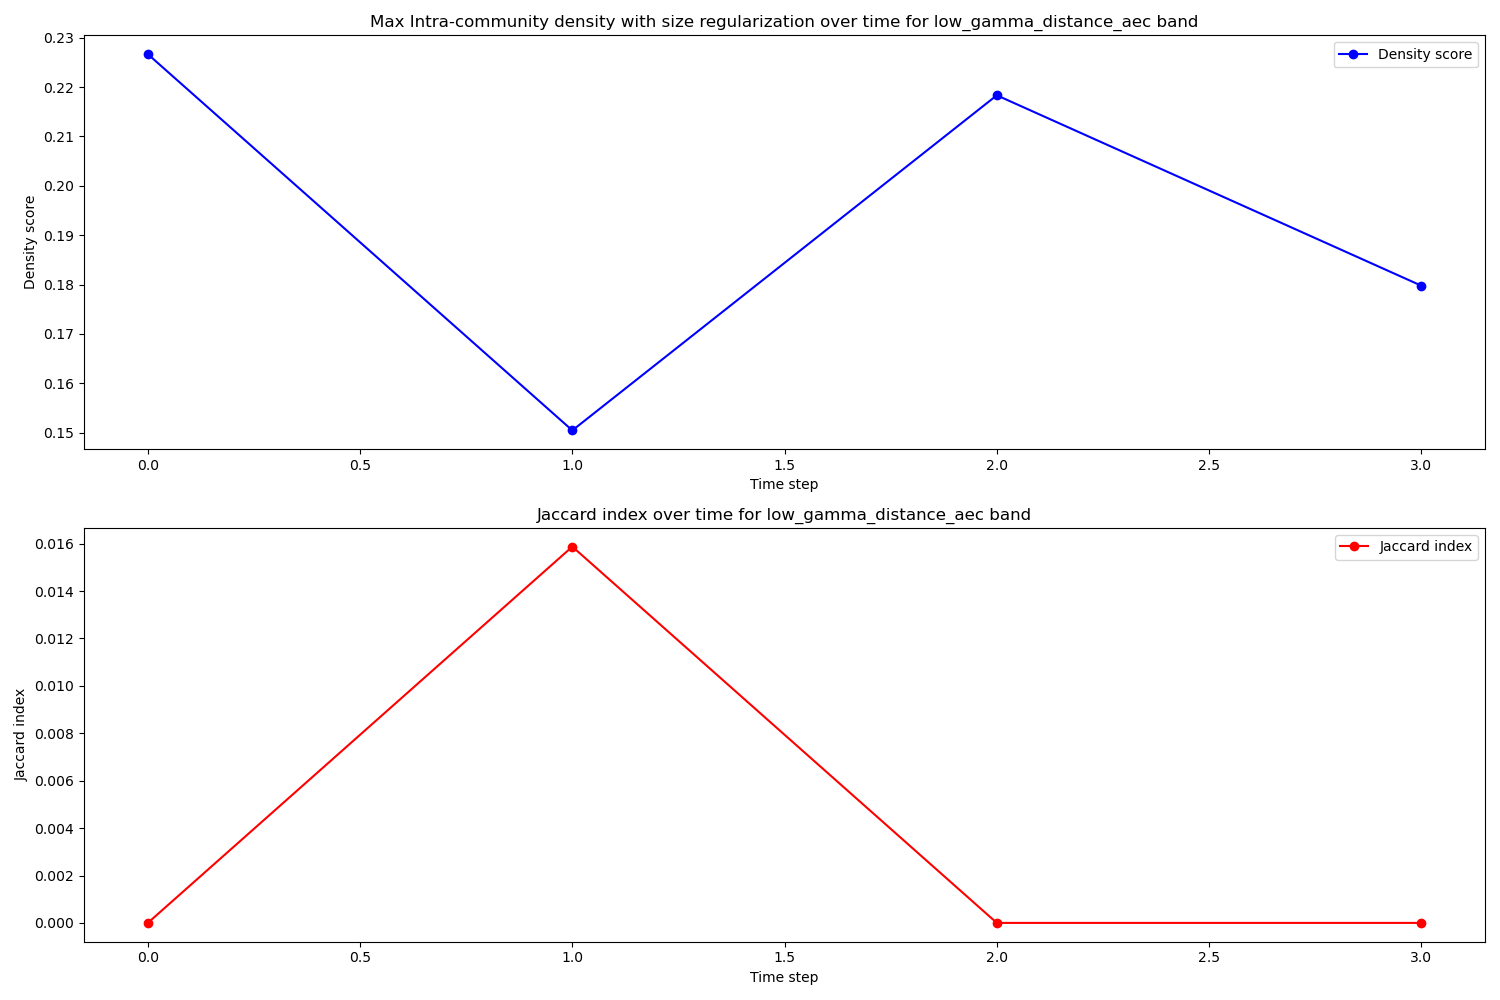 Max Intra-community density with size regularization over time for low_gamma_distance_aec band
0.23
0.22
0.21
0.20
0.19
0.18
0.17
0.16
0.15
Density score
Density score
0.0 0.5 1.0 1.5 2.0 2.5 3.0
Time step
Jaccard index over time for low_gamma_distance_aec band
0.016
0.014
0.012
0.010
0.008
0.006
0.004
0.002
0.000
Jaccard index
Jaccard index
0.0 0.5 1.0 1.5 2.0 2.5 3.0
Time step